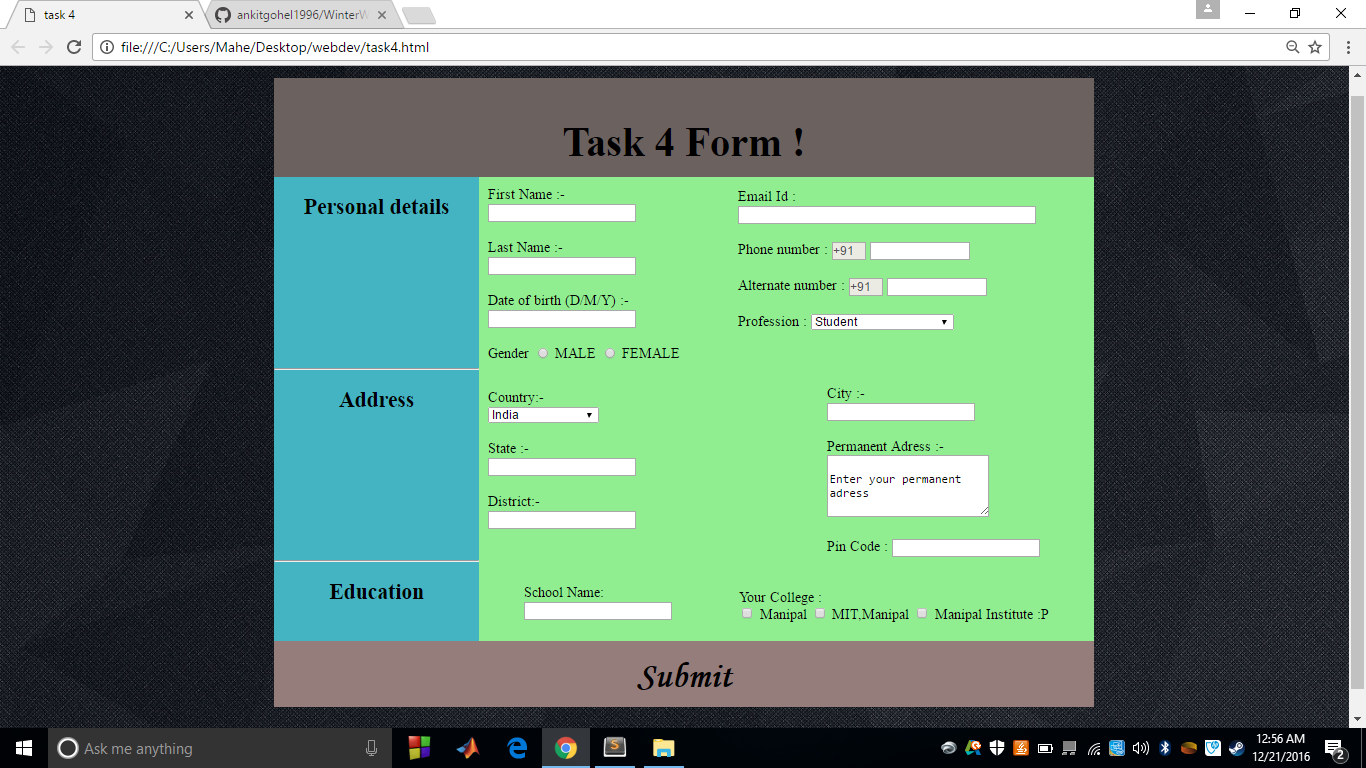 task 4
ankitgohel1996/WinterW
file:///C:/Users/Mahe/Desktop/webdev/task4.html
Task 4 Form !
Personal details
First Name :-
Last Name :-
Date of birth (D/M/Y) :-
Gender MALE FEMALE
Email Id :
Phone number : +91
Alternate number : +91
Profession : Student
Address
Country:-
India
State :-
District:-
City :-
Permanent Adress :-
Enter your permanent
adress
Pin Code :
Education
School Name:
Your College :
Manipal MIT,Manipal Manipal Institute :P
Submit
Ask me anything
12:56 AM
12/21/2016
2